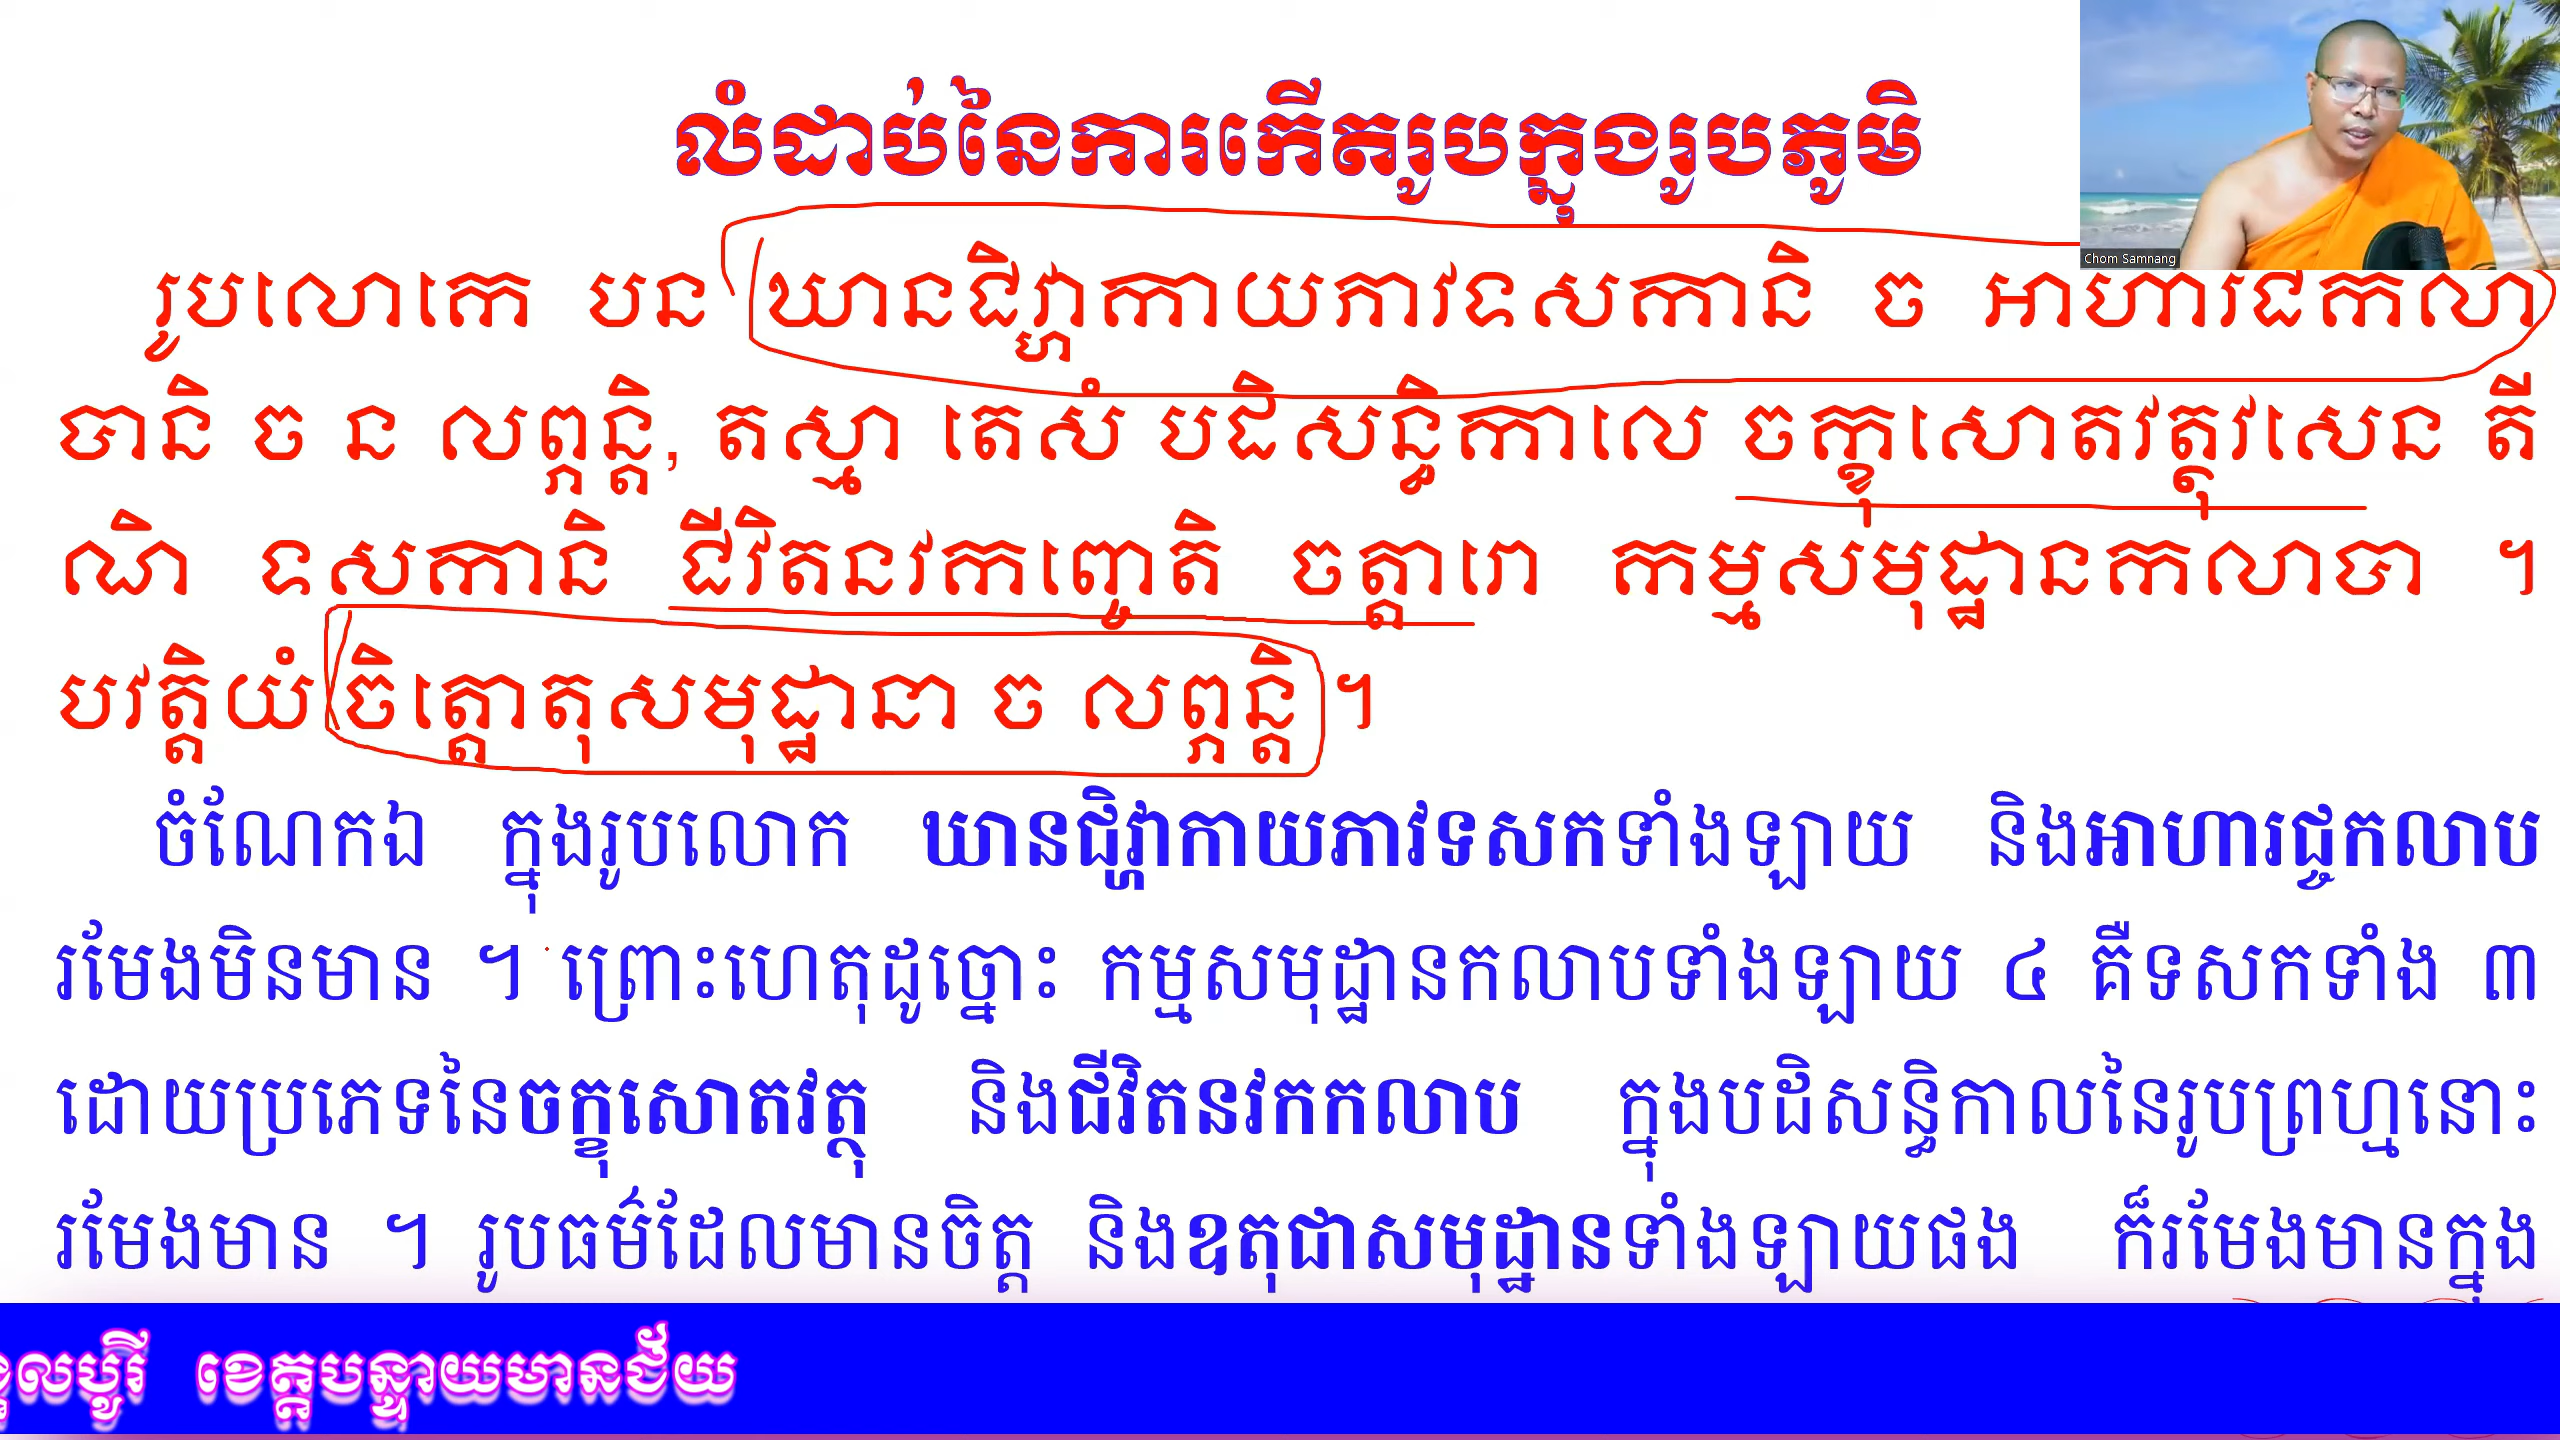 លំដាប់នៃការកើតរូបក្នុងរូបភូមិ
Chom Samnang
រូបលោកេ បន ឃានជិវ្ហាកាយភាវទសកានិ ច អាហារជកលា
បានិ ច ន លព្ភន្តិ, តស្មា តេសំ បដិសន្ធិកាលេ ចក្ខុសោតវត្ថុវសេន តី
ណិ ទសកានិ ជីវិតនវកញ្ចេតិ ចត្តារោ កម្មសមុដ្ឋានកលាបា ។
បវត្តិយំ ចិត្តោតុសមុដ្ឋានា ច លព្ភន្តិ ។
ចំណែកឯ ក្នុងរូបលោក ឃានជិវ្ហាកាយភាវទសកទាំងឡាយ និងអាហារជ្ចកលាប
រមែងមិនមាន ។ ព្រោះហេតុដូច្នោះ កម្មសមុដ្ឋានកលាបទាំងឡាយ ៤ គឺទសកទាំង ៣
ដោយប្រភេទនៃចក្ខុសោតវត្ថុ និងជីវិតនវកកលាប ក្នុងបដិសន្ធិកាលនៃរូបព្រហ្មនោះ
រមែងមាន ។ រូបធម៌ដែលមានចិត្ត និងឧតុជាសមុដ្ឋានទាំងឡាយផង ក៏រមែងមានក្នុង
ខេត្តបន្ទាយមានជ័យ